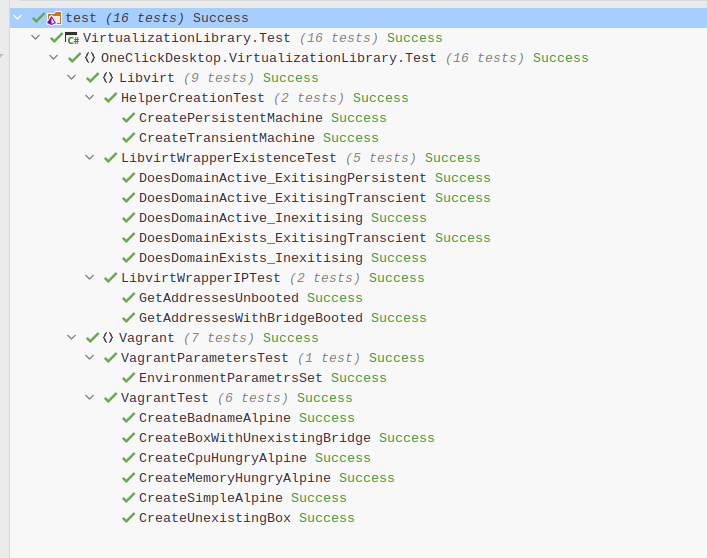 test (16 tests) Success
C# VirtualizationLibrary.Test (16 tests) Success
OneClickDesktop.VirtualizationLibrary.Test (16 tests) Success
Libvirt (9 tests) Success
HelperCreationTest (2 tests) Success
CreatePersistentMachine Success
CreateTransientMachine Success
LibvirtWrapperExistenceTest (5 tests) Success
DoesDomainActive_ExitisingPersistent Success
DoesDomainActive_ExitisingTranscient Success
DoesDomainActive_Inexitising Success
DoesDomainExists_ExitisingTranscient Success
DoesDomainExists_Inexitising Success
LibvirtWrapperIPTest (2 tests) Success
GetAddressesUnbooted Success
GetAddressesWithBridgeBooted Success
Vagrant (7 tests) Success
VagrantParametersTest (1 test) Success
EnvironmentParametrsSet Success
VagrantTest (6 tests) Success
CreateBadnameAlpine Success
CreateBoxWithUnexistingBridge Success
CreateCpuHungryAlpine Success
CreateMemoryHungryAlpine Success
CreateSimpleAlpine Success
CreateUnexistingBox Success